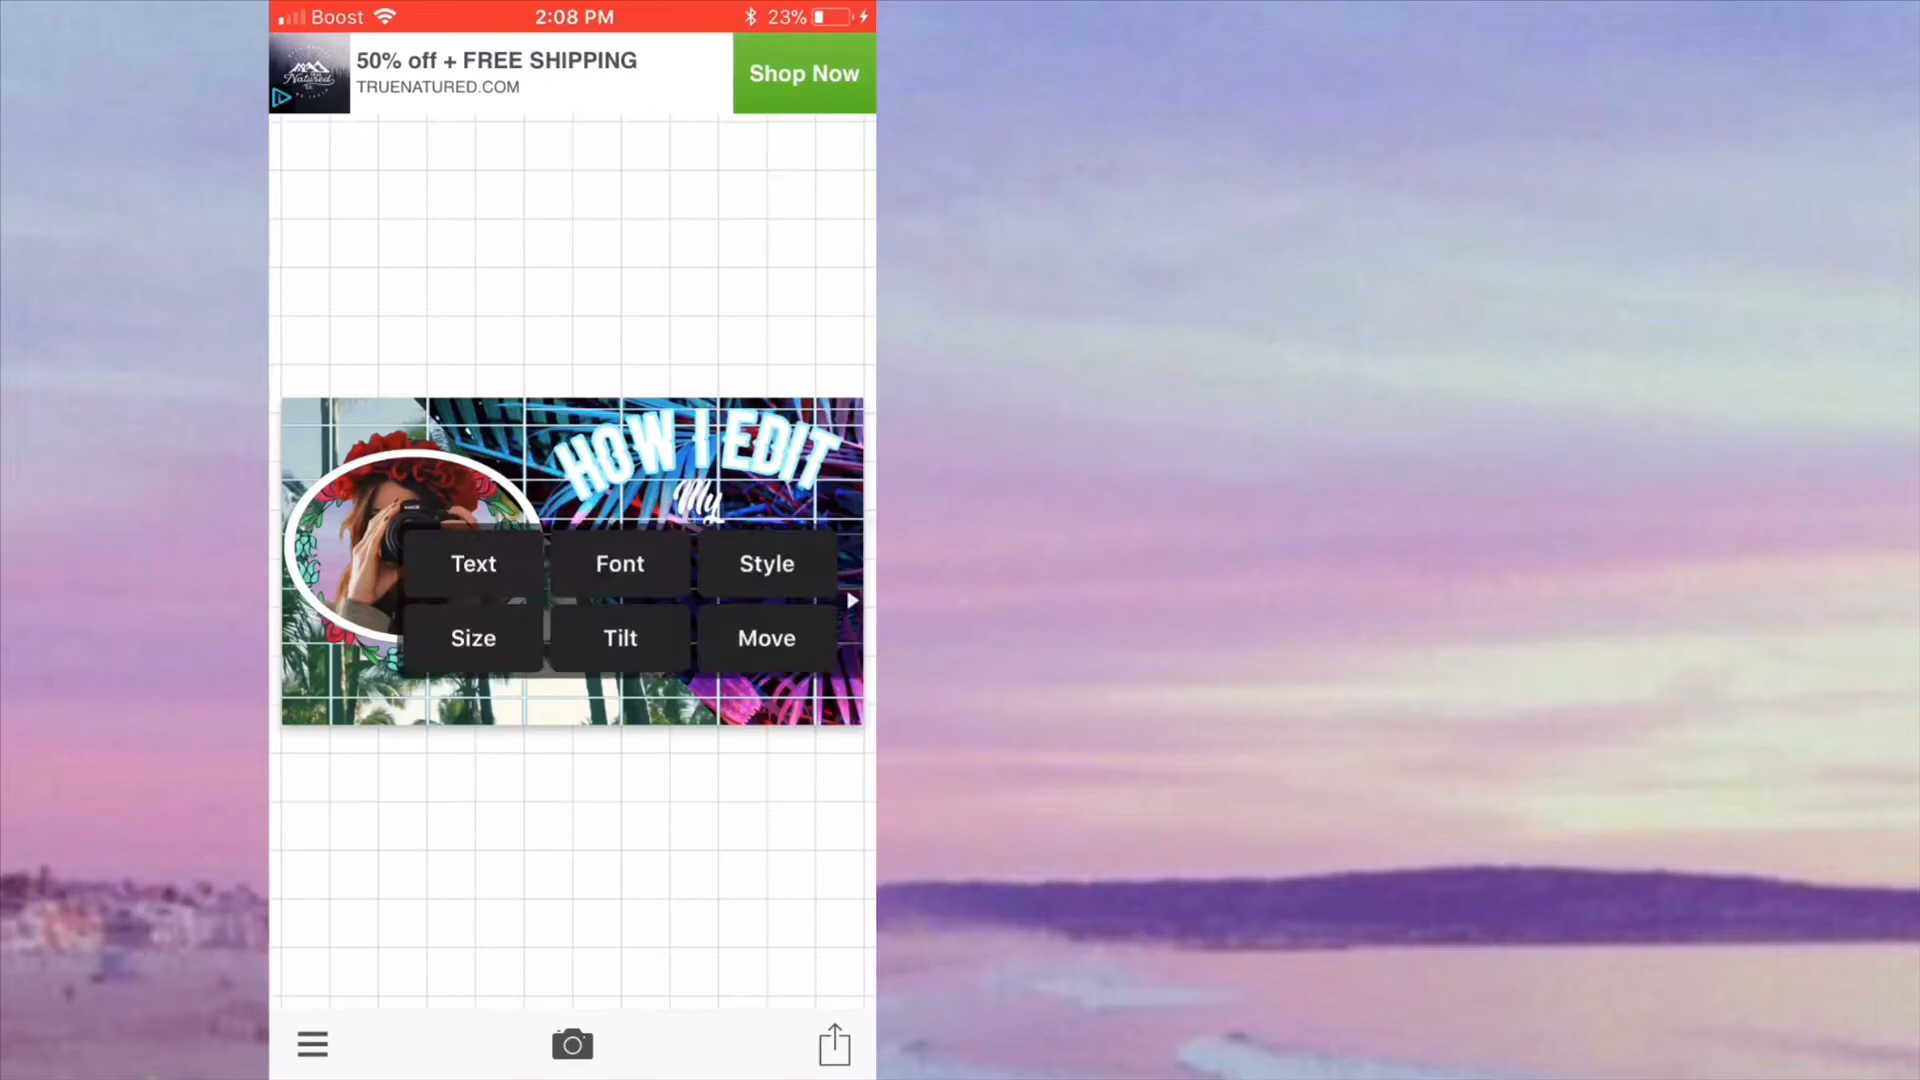 Boost 2:08 PM 23%
50% off + FREE SHIPPING
TRUENATURED.COM
Shop Now
Natured
HOW I EDIT
My
Text Font Style
Size Tilt Move